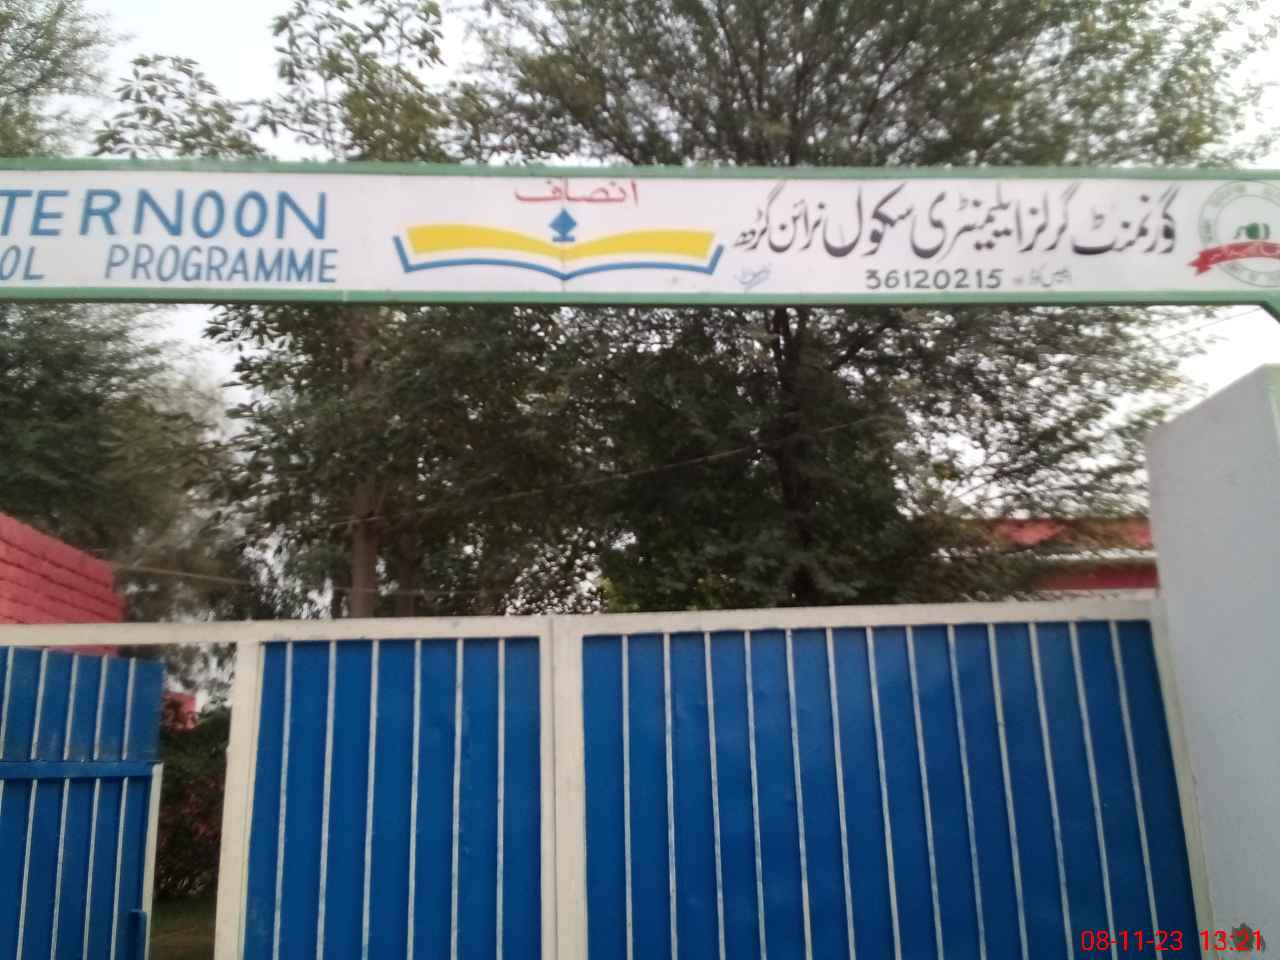 TERNOON
OL PROGRAMME
انصاف
گورنمنٹ گرلز ایلیمنٹری سکول نرائن گڑھ
36120215
08-11-23 13:21